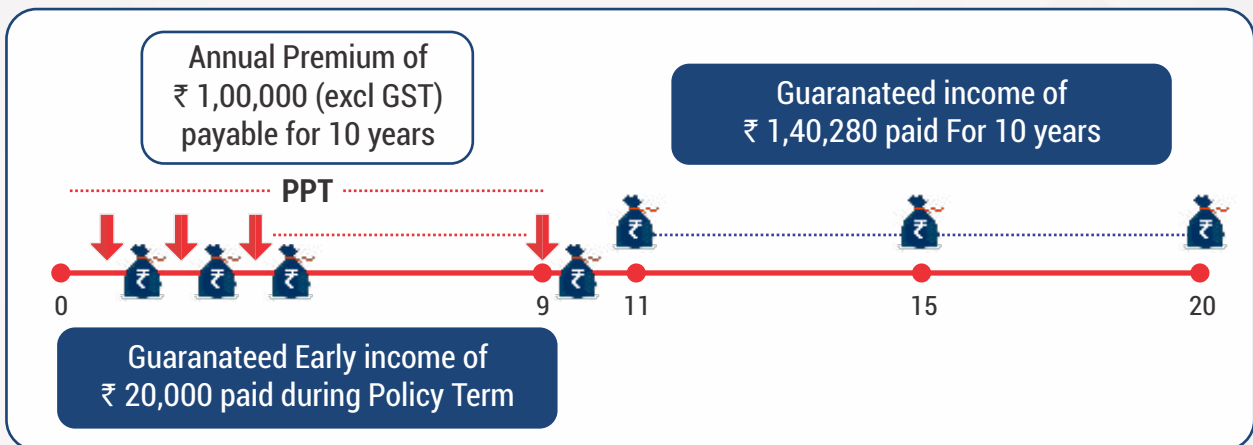 Annual Premium of
₹ 1,00,000 (excl GST)
payable for 10 years
Guaranateed income of
₹ 1,40,280 paid For 10 years
PPT
₹
₹
₹
₹
₹
₹
₹
0
9
11
15
20
Guaranateed Early income of
₹ 20,000 paid during Policy Term